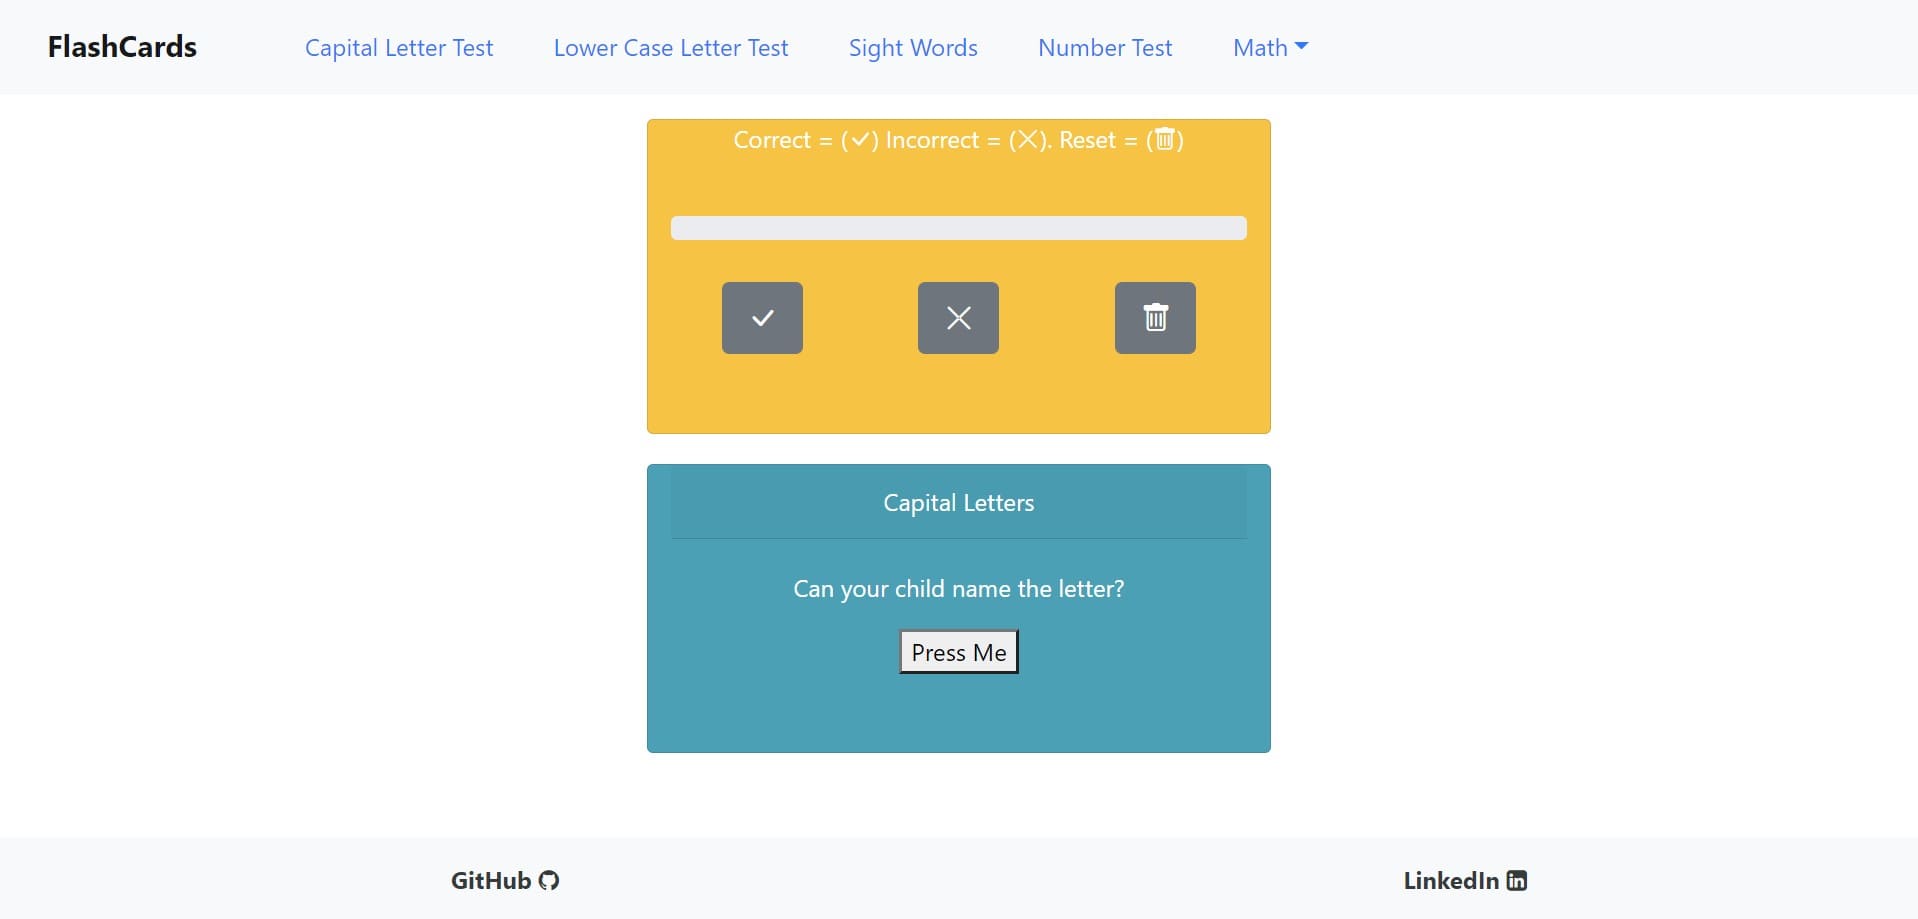 FlashCards Capital Letter Test Lower Case Letter Test Sight Words Number Test Math
Correct = (✓) Incorrect = (✕). Reset = (🗑)
Capital Letters
Can your child name the letter?
Press Me
GitHub LinkedIn